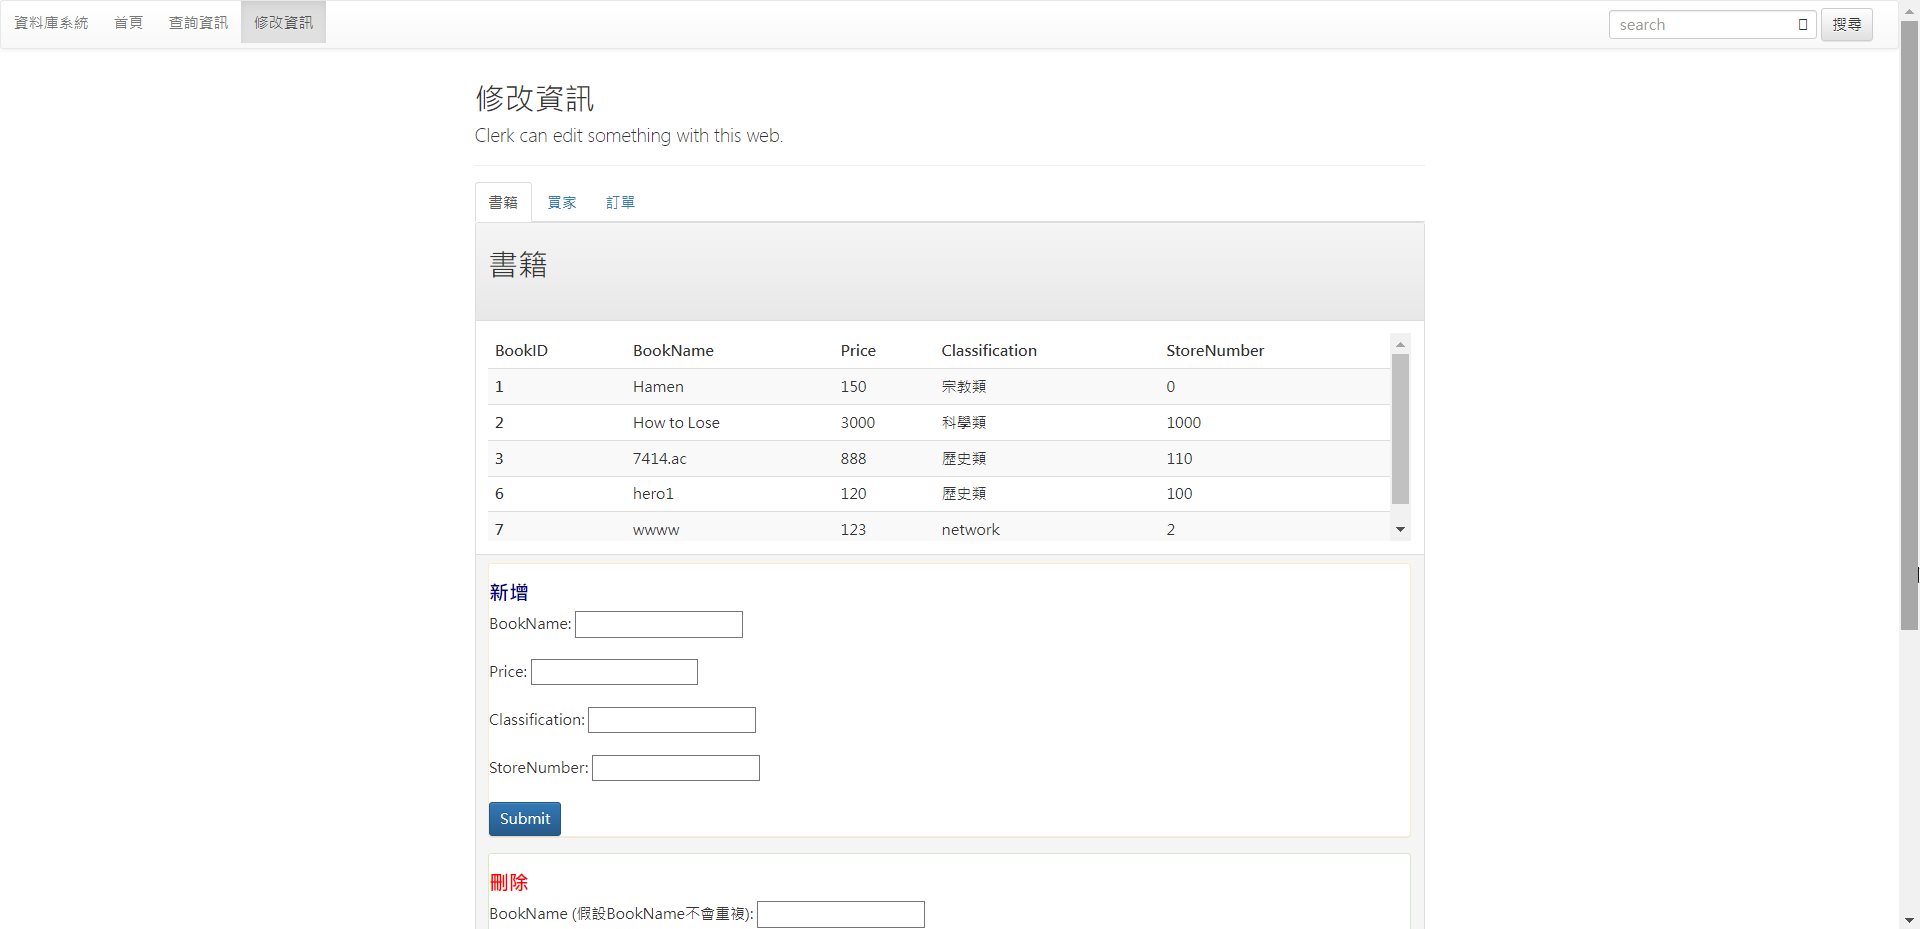 資料庫系統 首頁 查詢資訊 修改資訊 search 搜尋
修改資訊
Clerk can edit something with this web.
書籍 買家 訂單
書籍
BookID BookName Price Classification StoreNumber
1 Hamen 150 宗教類 0
2 How to Lose 3000 科學類 1000
3 7414.ac 888 歷史類 110
6 hero1 120 歷史類 100
7 wwww 123 network 2
新增
BookName:
Price:
Classification:
StoreNumber:
Submit
刪除
BookName (假設BookName不會重複):